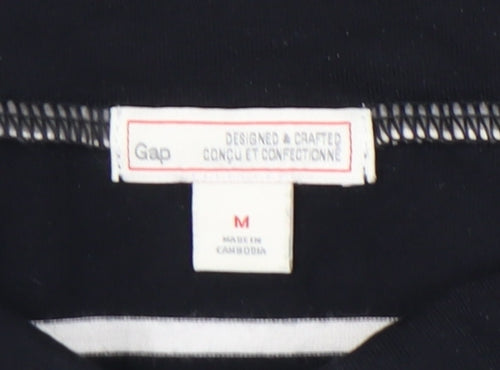 Gap
DESIGNED & CRAFTED
CONÇU ET CONFECTIONNÉ
M
MADE IN
CAMBODIA